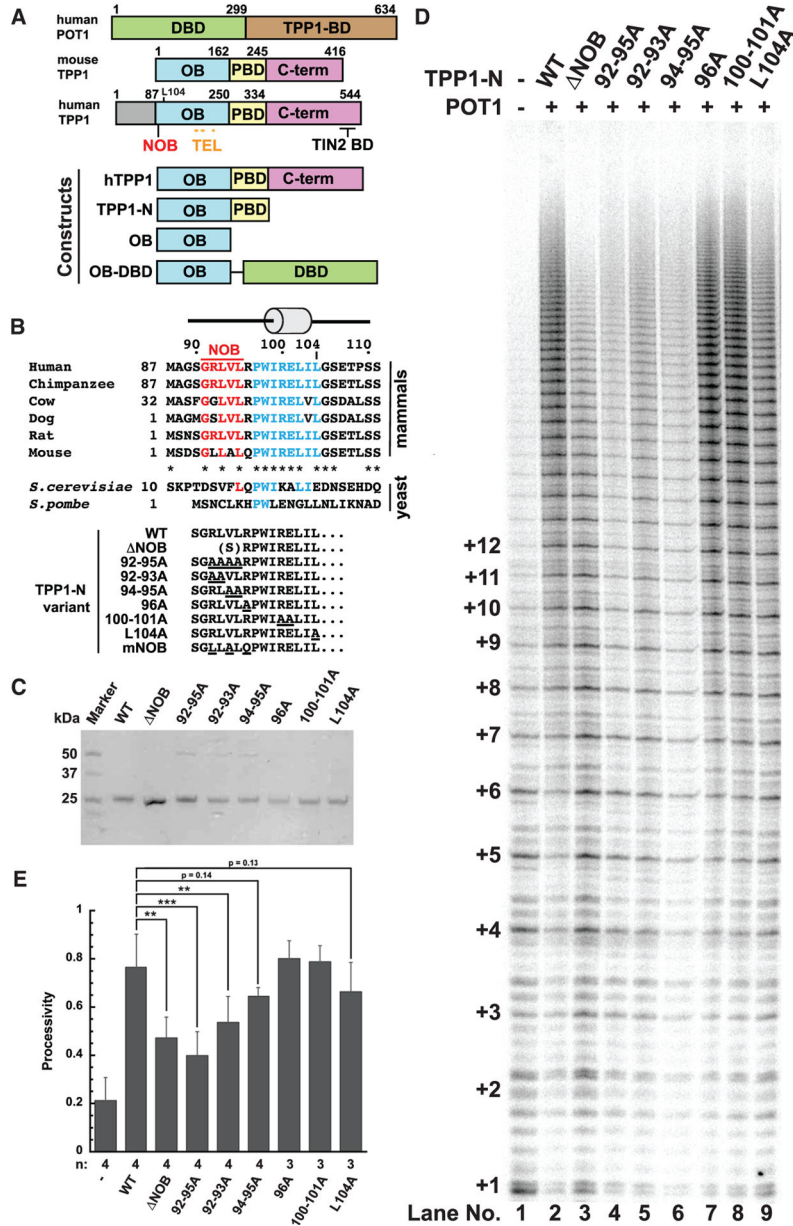 A
1 299 634
human POT1 DBD TPP1-BD
1 162 245 416
mouse TPP1 OB PBD C-term
1 87 L104 250 334 544
human TPP1 OB PBD C-term
NOB TEL TIN2 BD
Constructs
hTPP1 OB PBD C-term
TPP1-N OB PBD
OB OB
OB-DBD OB DBD
B
NOB
90 100 104 110
Human 87 MAGSGRLVLRPWIRELILGSETPSS
Chimpanzee 87 MAGSGRLVLRPWIRELILGSETPSS
Cow 32 MASFGGLVLRPWIRELVLGSDALSS
Dog 1 MAGMGSLVLRPWIRELVLGSDALSS
Rat 1 MSNSGRLVLRPWIRELILGSETLSS
Mouse 1 MSDSGLLALQPWIRELILGSETLSS
* * * * ******* *** **
S.cerevisiae 10 SKPTDSVFLQPWIKALIEDNSEHDQ
S.pombe 1 MSNCLKHPWLENGLLNLIKNAD
mammals
yeast
TPP1-N variant
WT SGRLVLRPWIRELIL...
ΔNOB (S)RPWIRELIL...
92-95A SGAAAARPWIRELIL...
92-93A SGAAVLRPWIRELIL...
94-95A SGRLAARPWIRELIL...
96A SGRLVLAPWIRELIL...
100-101A SGRLVLRPWIAALIL...
L104A SGRLVLRPWIRELIA...
mNOB SGLLALQPWIRELIL...
C
kDa Marker WT ΔNOB 92-95A 92-93A 94-95A 96A 100-101A L104A
50
37
25
E
p = 0.13
p = 0.14
**
***
**
Processivity
1
0.8
0.6
0.4
0.2
0
n: 4 4 4 4 4 4 3 3 3
- WT ΔNOB 92-95A 92-93A 94-95A 96A 100-101A L104A
D
TPP1-N - WT ΔNOB 92-95A 92-93A 94-95A 96A 100-101A L104A
POT1 - + + + + + + + +
+12
+11
+10
+9
+8
+7
+6
+5
+4
+3
+2
+1
Lane No. 1 2 3 4 5 6 7 8 9